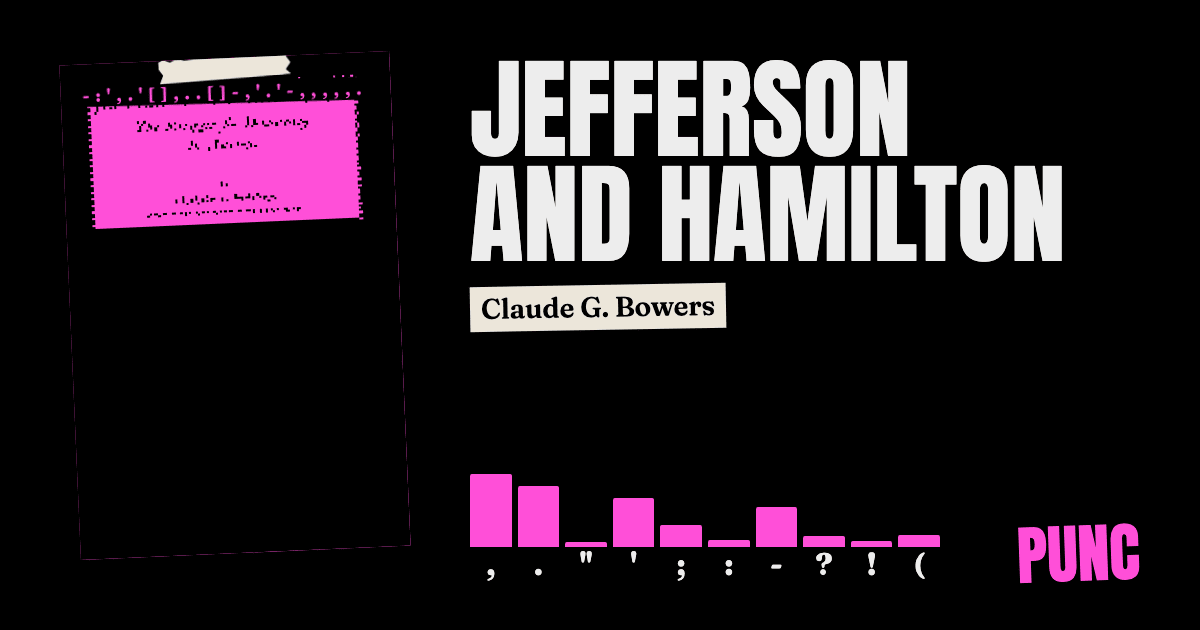 -:',.'[],..[]-,'.'-,,,,,.
JEFFERSON
AND HAMILTON
Claude G. Bowers
, . " ' ; : - ? ! (
PUNC